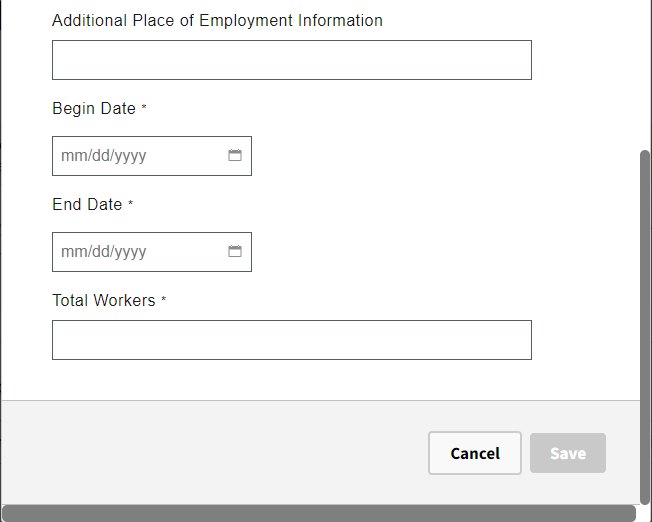 Additional Place of Employment Information
Begin Date *
mm/dd/yyyy
End Date *
mm/dd/yyyy
Total Workers *
Cancel Save